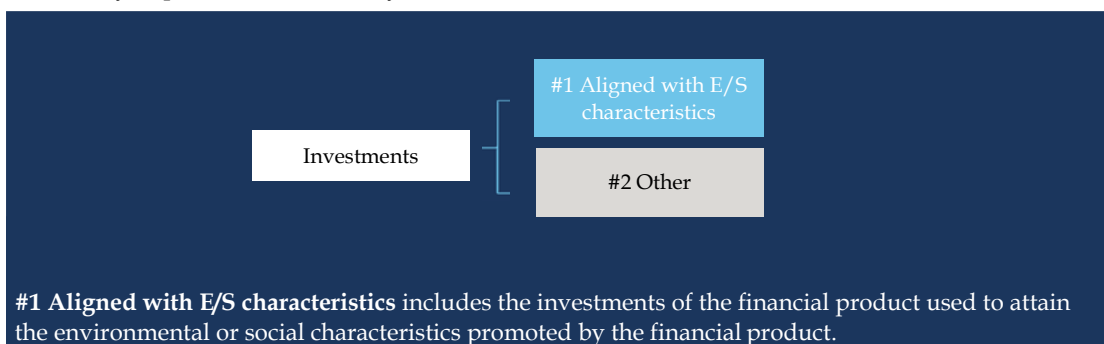 #1 Aligned with E/S
characteristics
Investments
#2 Other
#1 Aligned with E/S characteristics includes the investments of the financial product used to attain
the environmental or social characteristics promoted by the financial product.